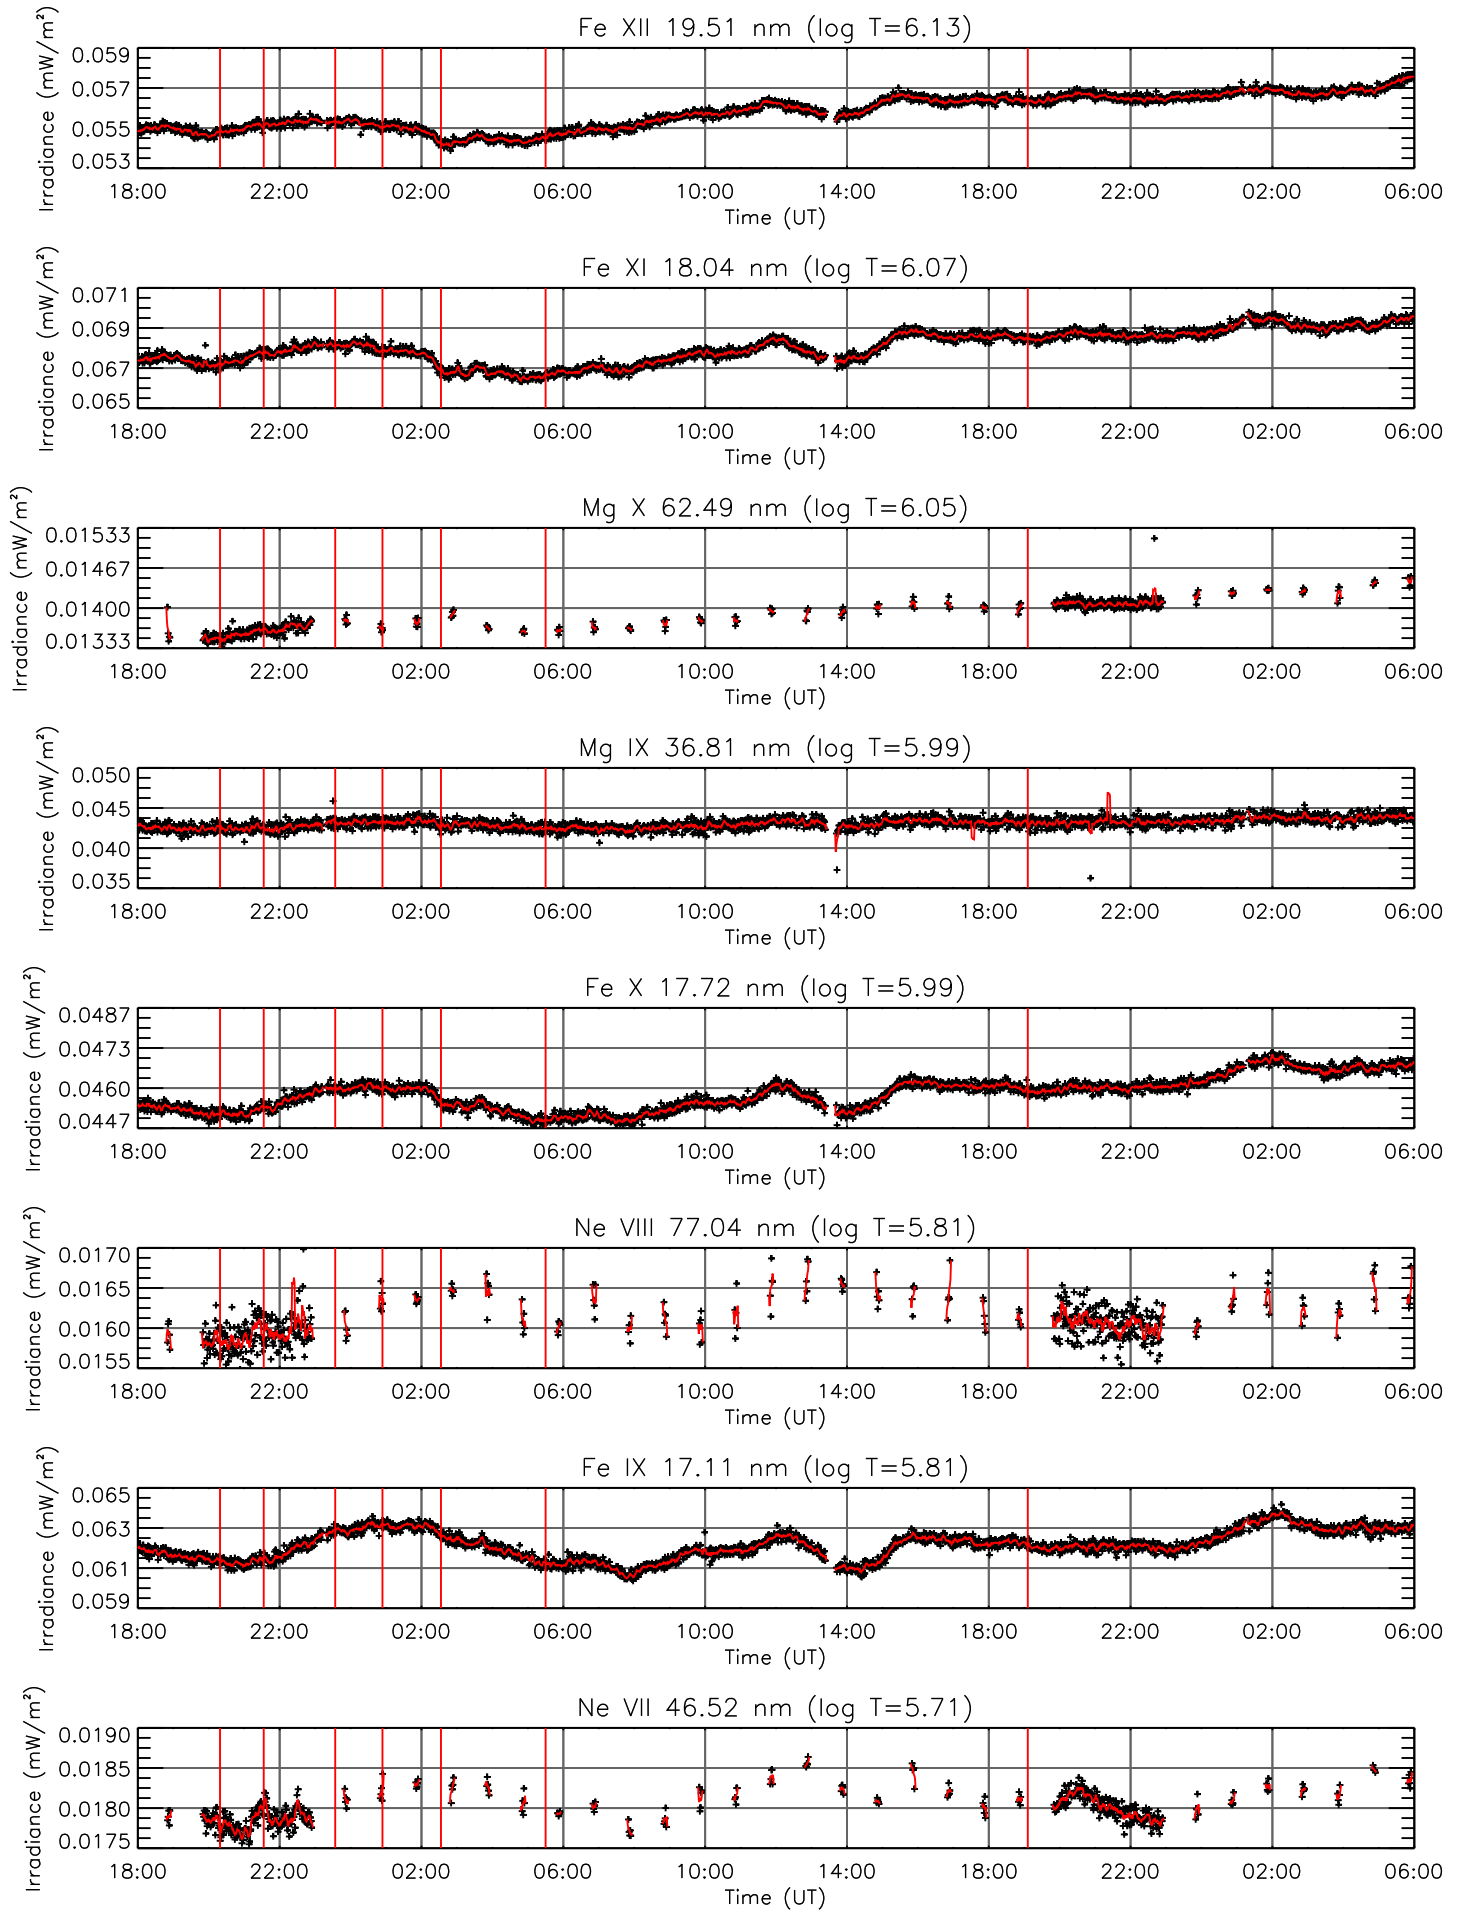 Fe XII 19.51 nm (log T=6.13)
Irradiance (mW/m²)
0.059
0.057
0.055
0.053
18:00 22:00 02:00 06:00 10:00 14:00 18:00 22:00 02:00 06:00
Time (UT)
Fe XI 18.04 nm (log T=6.07)
Irradiance (mW/m²)
0.071
0.069
0.067
0.065
18:00 22:00 02:00 06:00 10:00 14:00 18:00 22:00 02:00 06:00
Time (UT)
Mg X 62.49 nm (log T=6.05)
Irradiance (mW/m²)
0.01533
0.01467
0.01400
0.01333
18:00 22:00 02:00 06:00 10:00 14:00 18:00 22:00 02:00 06:00
Time (UT)
Mg IX 36.81 nm (log T=5.99)
Irradiance (mW/m²)
0.050
0.045
0.040
0.035
18:00 22:00 02:00 06:00 10:00 14:00 18:00 22:00 02:00 06:00
Time (UT)
Fe X 17.72 nm (log T=5.99)
Irradiance (mW/m²)
0.0487
0.0473
0.0460
0.0447
18:00 22:00 02:00 06:00 10:00 14:00 18:00 22:00 02:00 06:00
Time (UT)
Ne VIII 77.04 nm (log T=5.81)
Irradiance (mW/m²)
0.0170
0.0165
0.0160
0.0155
18:00 22:00 02:00 06:00 10:00 14:00 18:00 22:00 02:00 06:00
Time (UT)
Fe IX 17.11 nm (log T=5.81)
Irradiance (mW/m²)
0.065
0.063
0.061
0.059
18:00 22:00 02:00 06:00 10:00 14:00 18:00 22:00 02:00 06:00
Time (UT)
Ne VII 46.52 nm (log T=5.71)
Irradiance (mW/m²)
0.0190
0.0185
0.0180
0.0175
18:00 22:00 02:00 06:00 10:00 14:00 18:00 22:00 02:00 06:00
Time (UT)